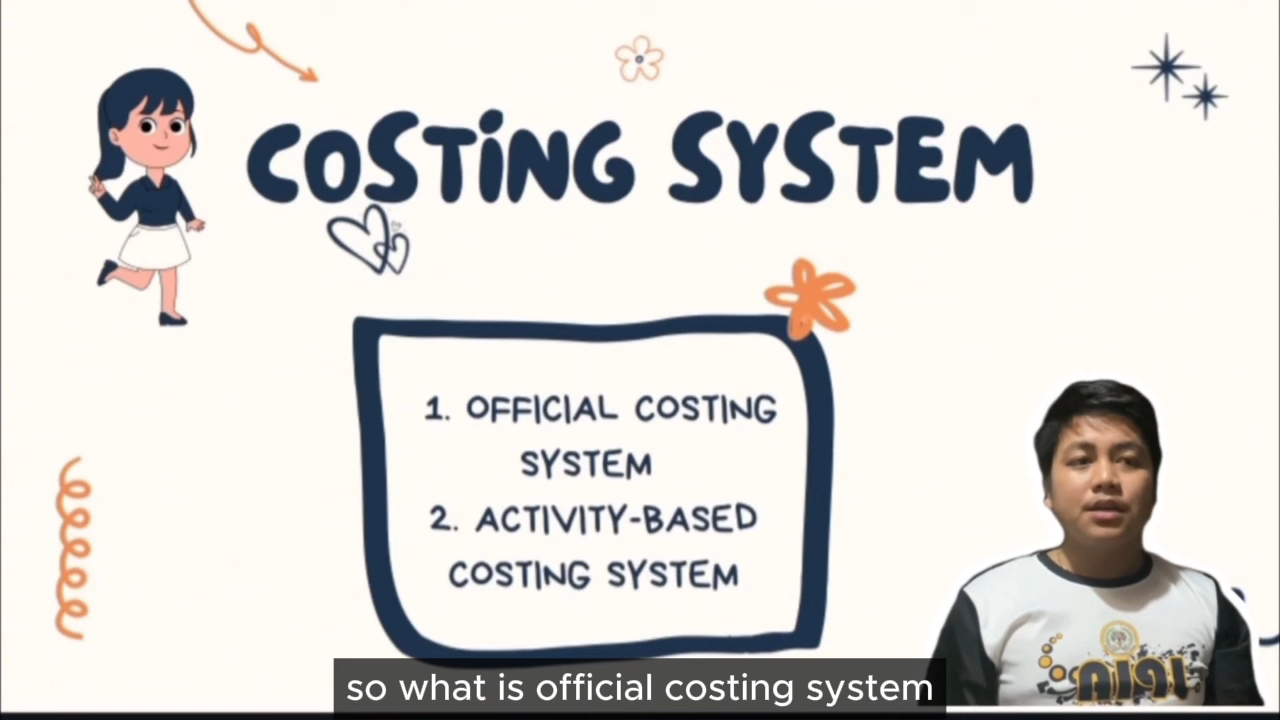 COSTING SYSTEM
1. OFFICIAL COSTING
SYSTEM
2. ACTIVITY-BASED
COSTING SYSTEM
so what is official costing system